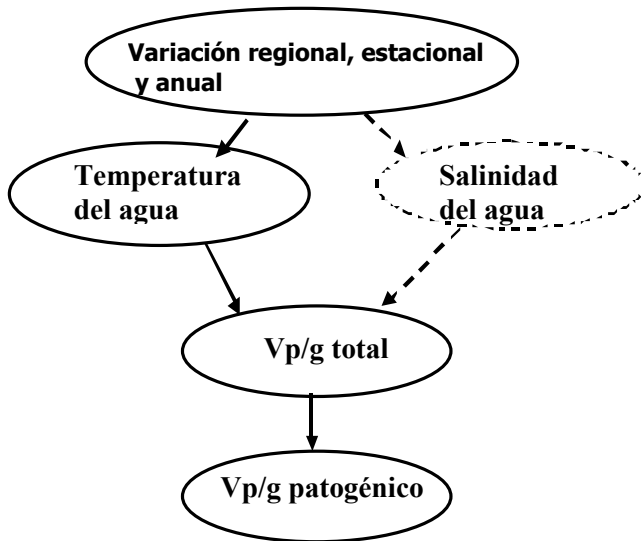 Variación regional, estacional
y anual
Temperatura
del agua
Salinidad
del agua
Vp/g total
Vp/g patogénico